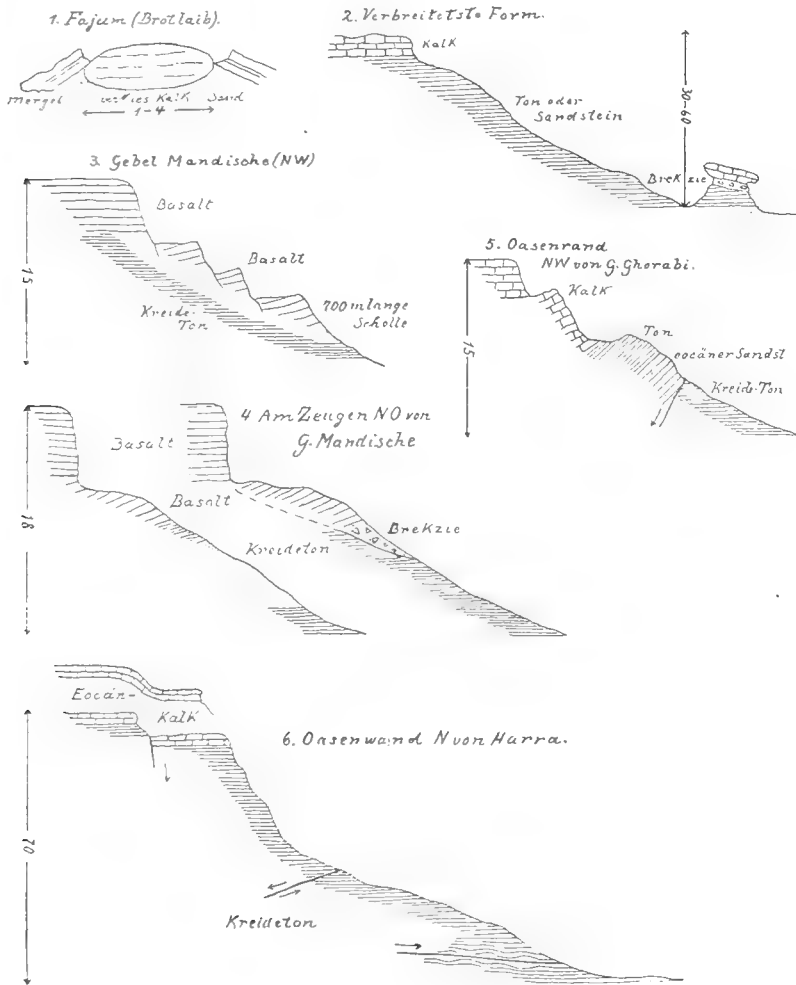 1. Fajum (Brotlaib).
Mergel Kalk Sand
1–4
2. Verbreitetste Form.
Kalk
Ton oder
Sandstein
30–60
Brekzie
3. Gebel Mandische (NW)
Basalt
Basalt
15
Kreide-
Ton
700 m lange
Scholle
5. Oasenrand
NW von G. Ghorabi.
Kalk
15
Ton
eocäner Sandst
Kreide-Ton
4 Am Zeugen NO von
G. Mandische
Basalt
Basalt
18
Brekzie
Kreideton
Eocän-
Kalk
6. Oasenwand N von Harra.
70
Kreideton